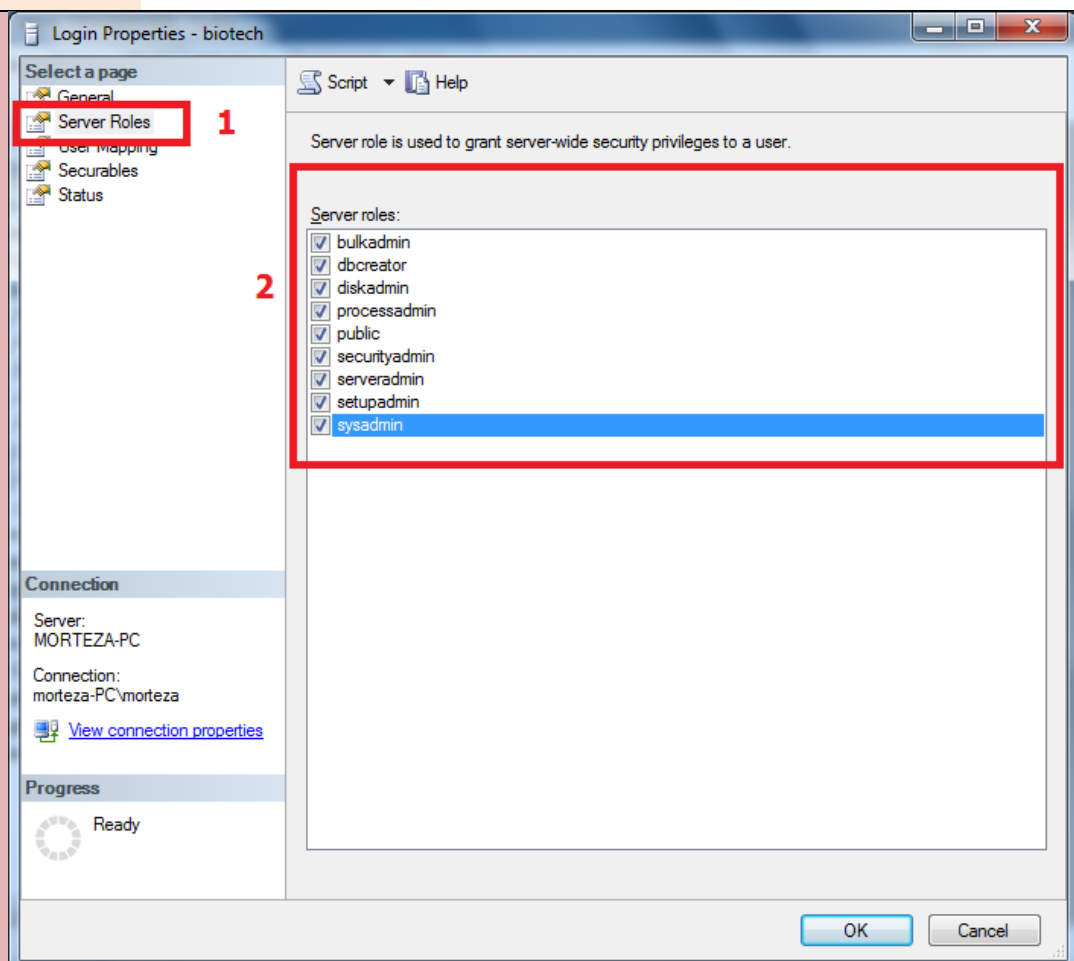 Login Properties - biotech
Select a page
General
Server Roles
User Mapping
Securables
Status
1
Script
Help
Server role is used to grant server-wide security privileges to a user.
2
Server roles:
bulkadmin
dbcreator
diskadmin
processadmin
public
securityadmin
serveradmin
setupadmin
sysadmin
Connection
Server:
MORTEZA-PC
Connection:
morteza-PC\morteza
View connection properties
Progress
Ready
OK
Cancel